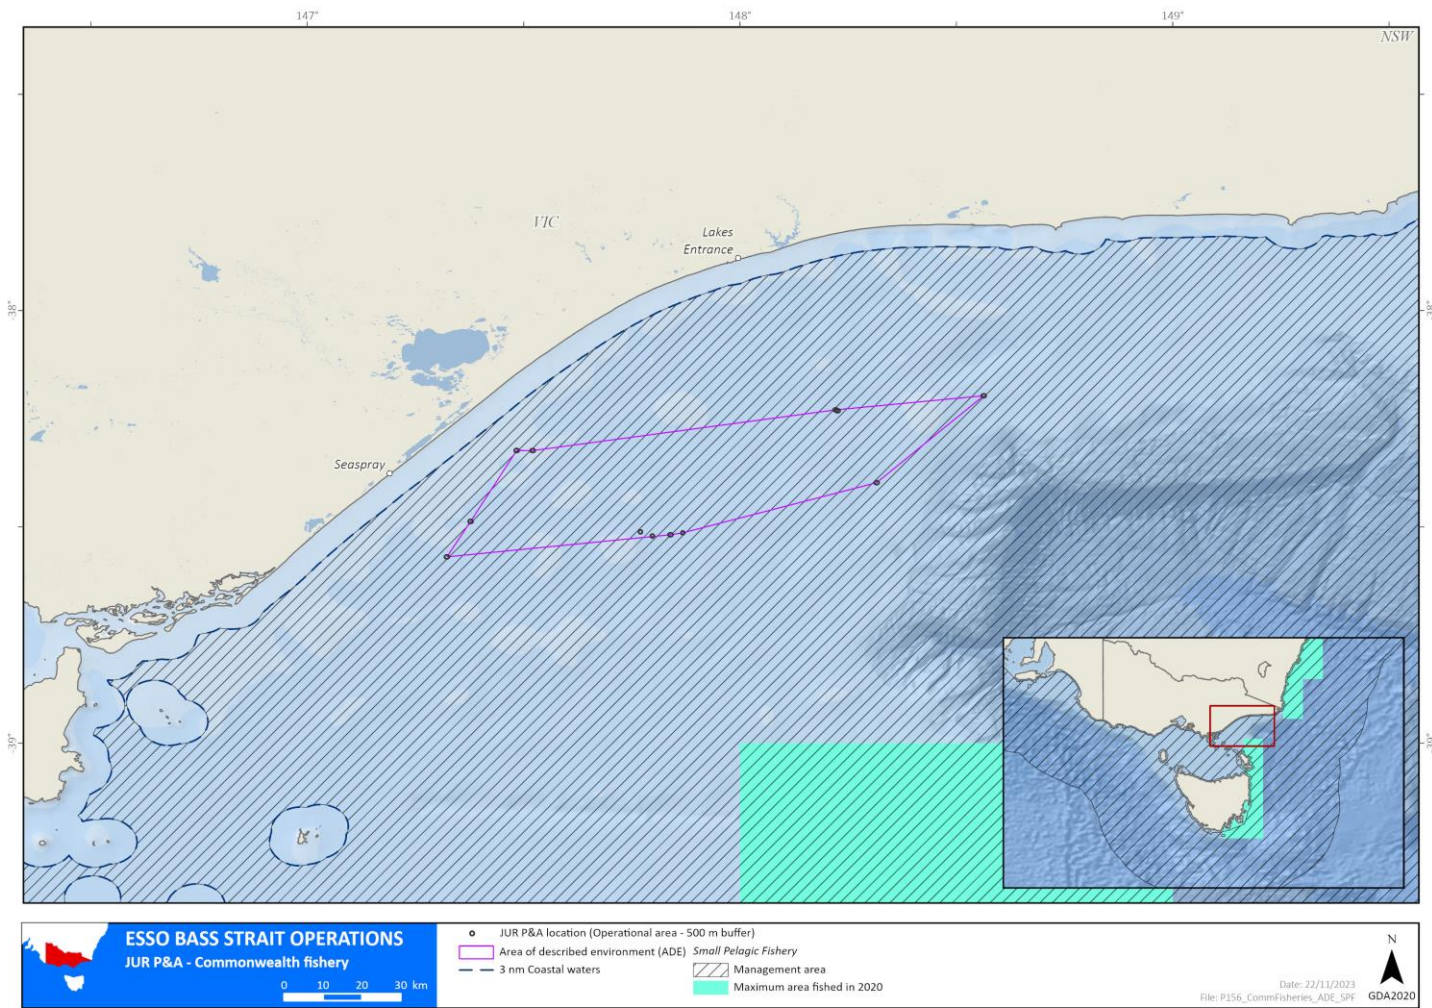 147°
148°
149°
NSW
VIC
Lakes
Entrance
-38°
-38°
Seaspray
-39°
-39°
ESSO BASS STRAIT OPERATIONS
JUR P&A - Commonwealth fishery
0 10 20 30 km
JUR P&A location (Operational area - 500 m buffer)
Area of described environment (ADE)
3 nm Coastal waters
Small Pelagic Fishery
Management area
Maximum area fished in 2020
Date: 22/11/2023
File: P156_CommFisheries_ADE_SPF
N
GDA2020